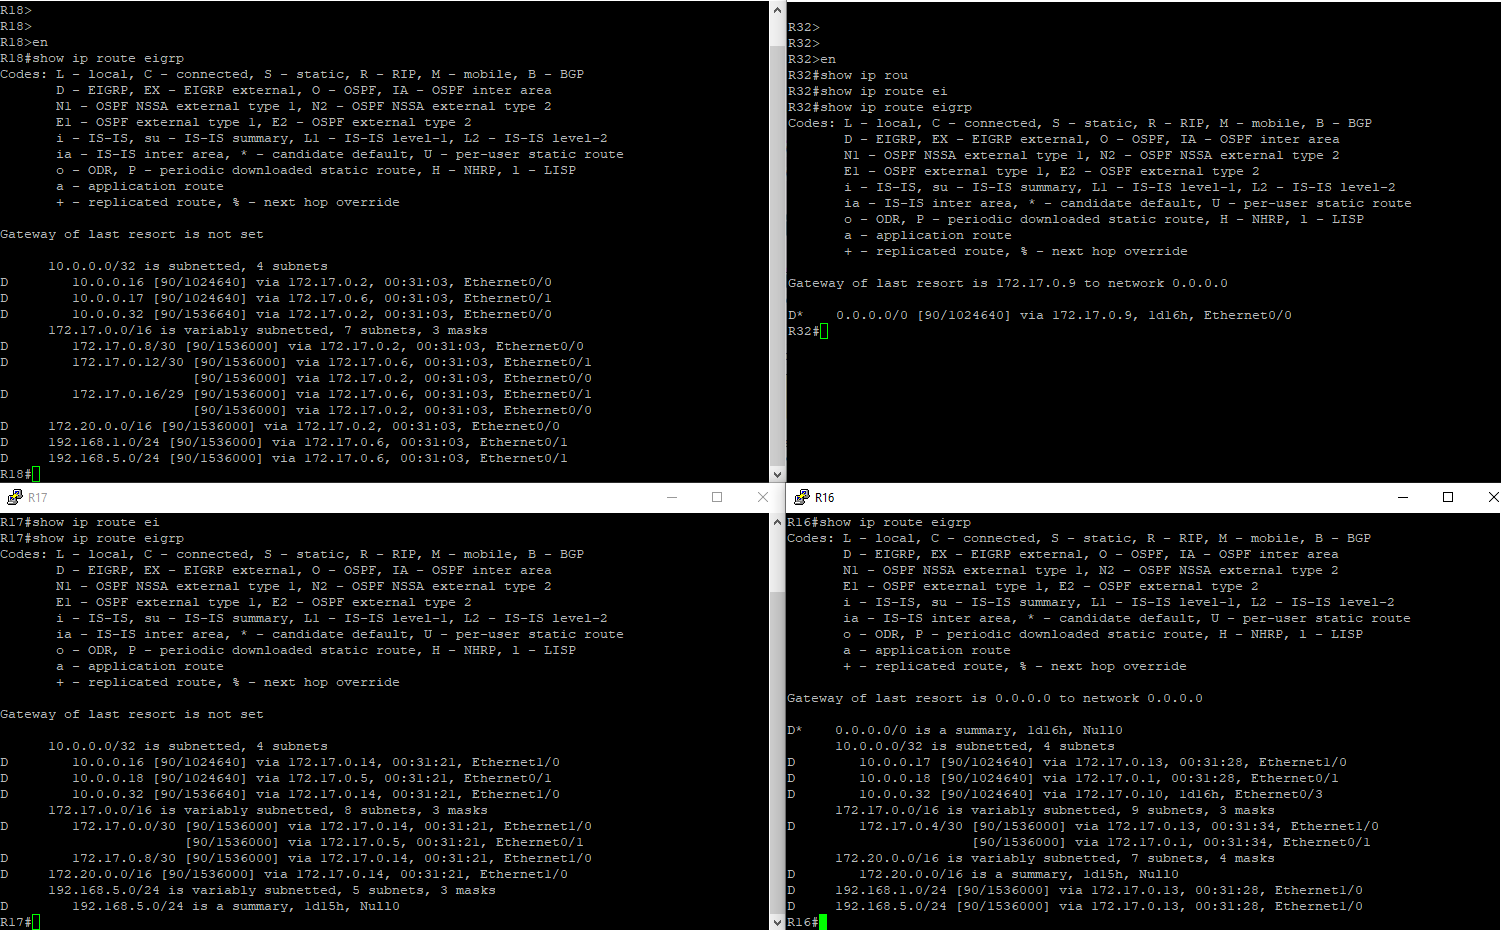 R18>
R18>
R18>en
R18#show ip route eigrp
Codes: L - local, C - connected, S - static, R - RIP, M - mobile, B - BGP
       D - EIGRP, EX - EIGRP external, O - OSPF, IA - OSPF inter area
       N1 - OSPF NSSA external type 1, N2 - OSPF NSSA external type 2
       E1 - OSPF external type 1, E2 - OSPF external type 2
       i - IS-IS, su - IS-IS summary, L1 - IS-IS level-1, L2 - IS-IS level-2
       ia - IS-IS inter area, * - candidate default, U - per-user static route
       o - ODR, P - periodic downloaded static route, H - NHRP, l - LISP
       a - application route
       + - replicated route, % - next hop override
Gateway of last resort is not set
      10.0.0.0/32 is subnetted, 4 subnets
D        10.0.0.16 [90/1024640] via 172.17.0.2, 00:31:03, Ethernet0/0
D        10.0.0.17 [90/1024640] via 172.17.0.6, 00:31:03, Ethernet0/1
D        10.0.0.32 [90/1536640] via 172.17.0.2, 00:31:03, Ethernet0/0
      172.17.0.0/16 is variably subnetted, 7 subnets, 3 masks
D        172.17.0.8/30 [90/1536000] via 172.17.0.2, 00:31:03, Ethernet0/0
D        172.17.0.12/30 [90/1536000] via 172.17.0.6, 00:31:03, Ethernet0/1
                        [90/1536000] via 172.17.0.2, 00:31:03, Ethernet0/0
D        172.17.0.16/29 [90/1536000] via 172.17.0.6, 00:31:03, Ethernet0/1
                        [90/1536000] via 172.17.0.2, 00:31:03, Ethernet0/0
D     172.20.0.0/16 [90/1536000] via 172.17.0.2, 00:31:03, Ethernet0/0
D     192.168.1.0/24 [90/1536000] via 172.17.0.6, 00:31:03, Ethernet0/1
D     192.168.5.0/24 [90/1536000] via 172.17.0.6, 00:31:03, Ethernet0/1
R18#
R32>
R32>
R32>en
R32#show ip rou
R32#show ip route ei
R32#show ip route eigrp
Codes: L - local, C - connected, S - static, R - RIP, M - mobile, B - BGP
       D - EIGRP, EX - EIGRP external, O - OSPF, IA - OSPF inter area
       N1 - OSPF NSSA external type 1, N2 - OSPF NSSA external type 2
       E1 - OSPF external type 1, E2 - OSPF external type 2
       i - IS-IS, su - IS-IS summary, L1 - IS-IS level-1, L2 - IS-IS level-2
       ia - IS-IS inter area, * - candidate default, U - per-user static route
       o - ODR, P - periodic downloaded static route, H - NHRP, l - LISP
       a - application route
       + - replicated route, % - next hop override
Gateway of last resort is 172.17.0.9 to network 0.0.0.0
D*    0.0.0.0/0 [90/1024640] via 172.17.0.9, 1d16h, Ethernet0/0
R32#
R17
R17#show ip route ei
R17#show ip route eigrp
Codes: L - local, C - connected, S - static, R - RIP, M - mobile, B - BGP
       D - EIGRP, EX - EIGRP external, O - OSPF, IA - OSPF inter area
       N1 - OSPF NSSA external type 1, N2 - OSPF NSSA external type 2
       E1 - OSPF external type 1, E2 - OSPF external type 2
       i - IS-IS, su - IS-IS summary, L1 - IS-IS level-1, L2 - IS-IS level-2
       ia - IS-IS inter area, * - candidate default, U - per-user static route
       o - ODR, P - periodic downloaded static route, H - NHRP, l - LISP
       a - application route
       + - replicated route, % - next hop override
Gateway of last resort is not set
      10.0.0.0/32 is subnetted, 4 subnets
D        10.0.0.16 [90/1024640] via 172.17.0.14, 00:31:21, Ethernet1/0
D        10.0.0.18 [90/1024640] via 172.17.0.5, 00:31:21, Ethernet0/1
D        10.0.0.32 [90/1536640] via 172.17.0.14, 00:31:21, Ethernet1/0
      172.17.0.0/16 is variably subnetted, 8 subnets, 3 masks
D        172.17.0.0/30 [90/1536000] via 172.17.0.14, 00:31:21, Ethernet1/0
                       [90/1536000] via 172.17.0.5, 00:31:21, Ethernet0/1
D        172.17.0.8/30 [90/1536000] via 172.17.0.14, 00:31:21, Ethernet1/0
D     172.20.0.0/16 [90/1536000] via 172.17.0.14, 00:31:21, Ethernet1/0
      192.168.5.0/24 is variably subnetted, 5 subnets, 3 masks
D        192.168.5.0/24 is a summary, 1d15h, Null0
R17#
R16
R16#show ip route eigrp
Codes: L - local, C - connected, S - static, R - RIP, M - mobile, B - BGP
       D - EIGRP, EX - EIGRP external, O - OSPF, IA - OSPF inter area
       N1 - OSPF NSSA external type 1, N2 - OSPF NSSA external type 2
       E1 - OSPF external type 1, E2 - OSPF external type 2
       i - IS-IS, su - IS-IS summary, L1 - IS-IS level-1, L2 - IS-IS level-2
       ia - IS-IS inter area, * - candidate default, U - per-user static route
       o - ODR, P - periodic downloaded static route, H - NHRP, l - LISP
       a - application route
       + - replicated route, % - next hop override
Gateway of last resort is 0.0.0.0 to network 0.0.0.0
D*    0.0.0.0/0 is a summary, 1d16h, Null0
      10.0.0.0/32 is subnetted, 4 subnets
D        10.0.0.17 [90/1024640] via 172.17.0.13, 00:31:28, Ethernet1/0
D        10.0.0.18 [90/1024640] via 172.17.0.1, 00:31:28, Ethernet0/1
D        10.0.0.32 [90/1024640] via 172.17.0.10, 1d16h, Ethernet0/3
      172.17.0.0/16 is variably subnetted, 9 subnets, 3 masks
D        172.17.0.4/30 [90/1536000] via 172.17.0.13, 00:31:34, Ethernet1/0
                       [90/1536000] via 172.17.0.1, 00:31:34, Ethernet0/1
      172.20.0.0/16 is variably subnetted, 7 subnets, 4 masks
D        172.20.0.0/16 is a summary, 1d15h, Null0
D     192.168.1.0/24 [90/1536000] via 172.17.0.13, 00:31:28, Ethernet1/0
D     192.168.5.0/24 [90/1536000] via 172.17.0.13, 00:31:28, Ethernet1/0
R16#